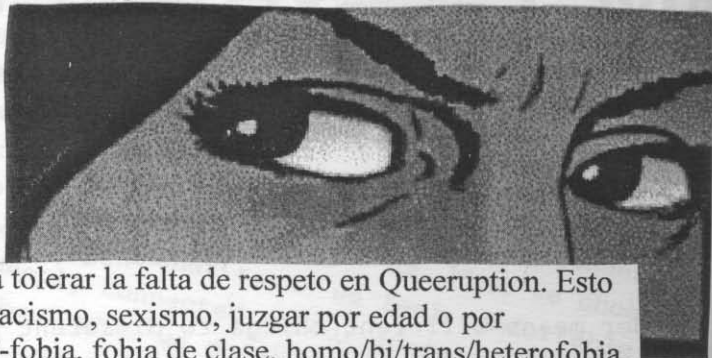 a tolerar la falta de respeto en Queeruption. Esto
acismo, sexismo, juzgar por edad o por
-fobia, fobia de clase, homo/bi/trans/heterofobia